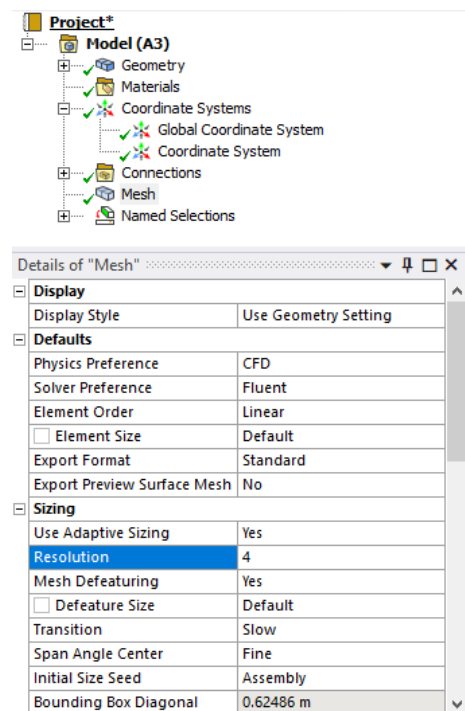 Project*
Model (A3)
Geometry
Materials
Coordinate Systems
Global Coordinate System
Coordinate System
Connections
Mesh
Named Selections
Details of "Mesh"
Display
Display Style Use Geometry Setting
Defaults
Physics Preference CFD
Solver Preference Fluent
Element Order Linear
Element Size Default
Export Format Standard
Export Preview Surface Mesh No
Sizing
Use Adaptive Sizing Yes
Resolution 4
Mesh Defeaturing Yes
Defeature Size Default
Transition Slow
Span Angle Center Fine
Initial Size Seed Assembly
Bounding Box Diagonal 0.62486 m